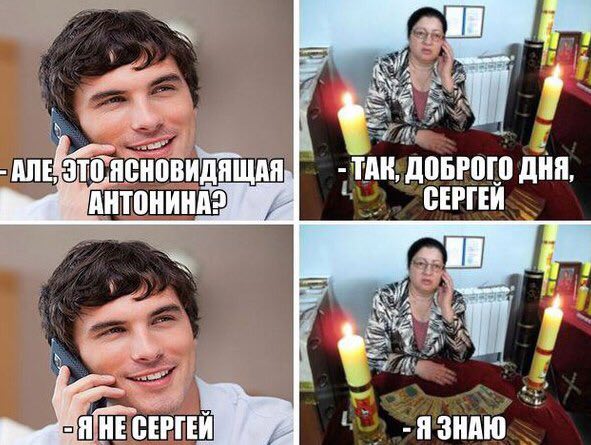 - АЛЕ, ЭТО ЯСНОВИДЯЩАЯ
АНТОНИНА?
- ТАК, ДОБРОГО ДНЯ,
СЕРГЕЙ
- Я НЕ СЕРГЕЙ
- Я ЗНАЮ